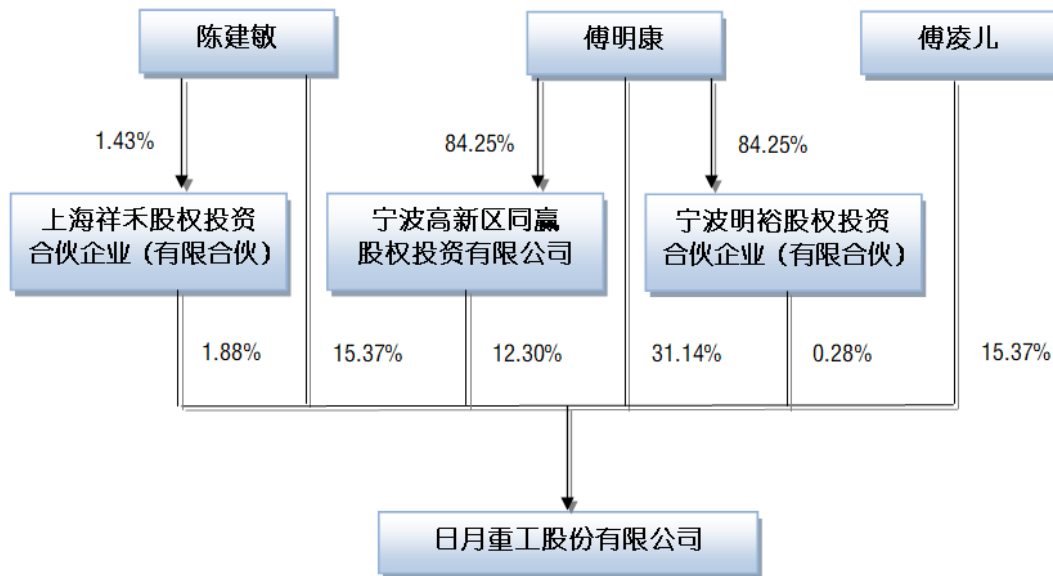 陈建敏
傅明康
傅凌儿
1.43%
84.25%
84.25%
上海祥禾股权投资
合伙企业（有限合伙）
宁波高新区同赢
股权投资有限公司
宁波明裕股权投资
合伙企业（有限合伙）
1.88%
15.37%
12.30%
31.14%
0.28%
15.37%
日月重工股份有限公司